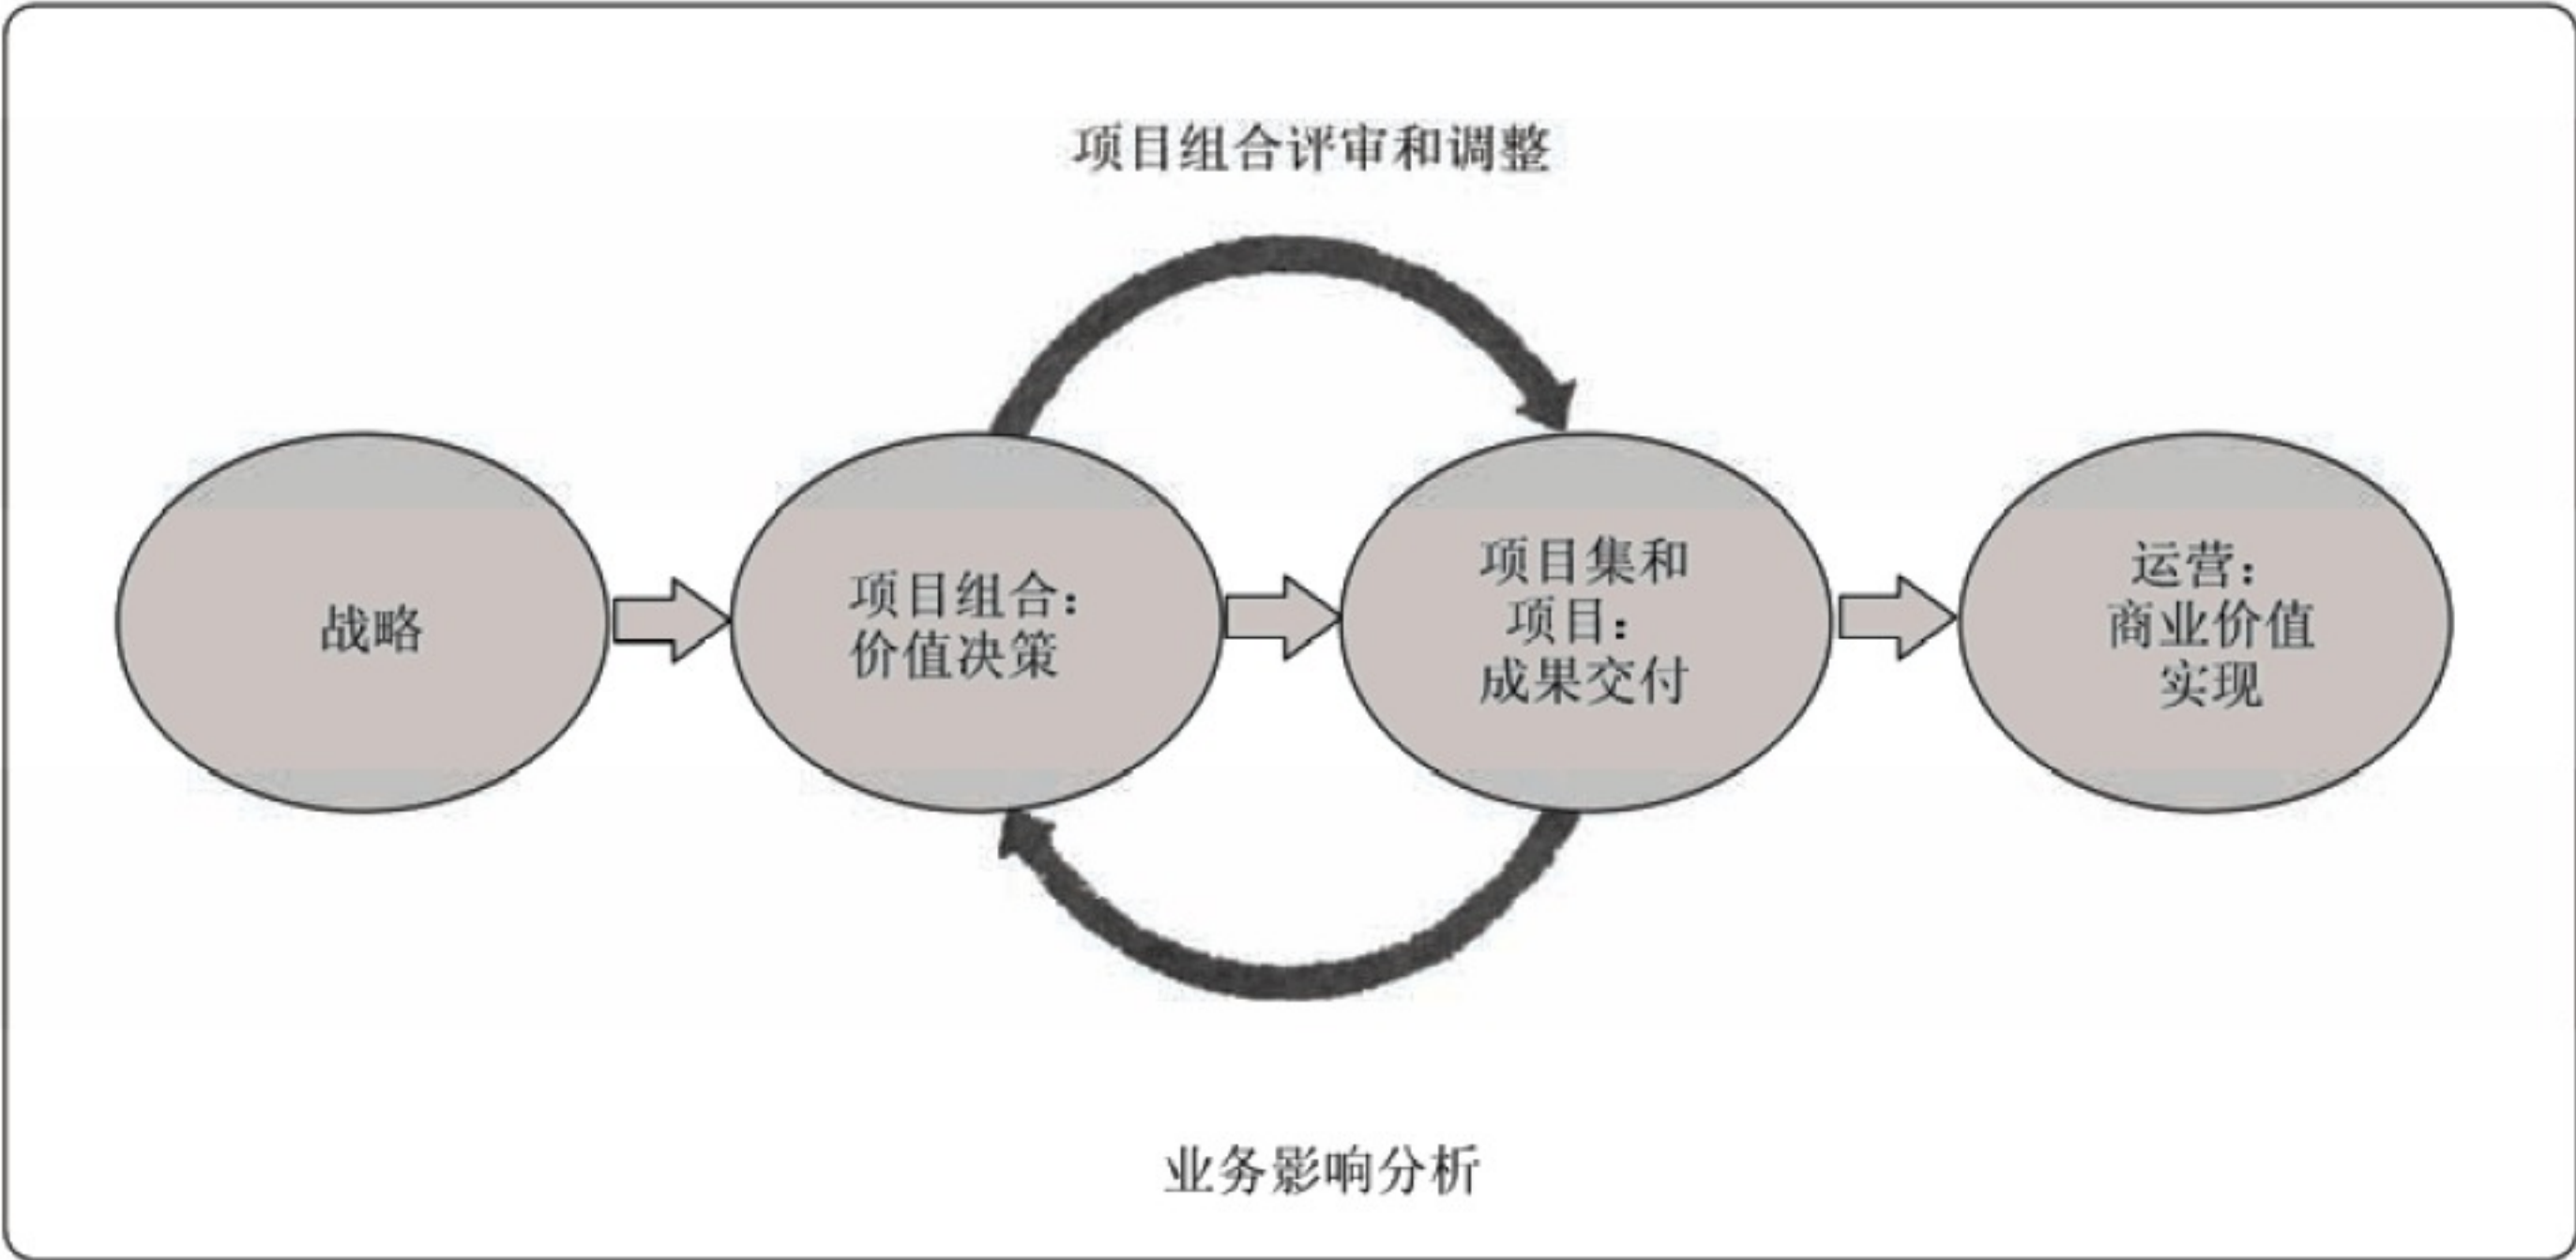 项目组合评审和调整
战略
项目组合：
价值决策
项目集和
项目：
成果交付
运营：
商业价值
实现
业务影响分析